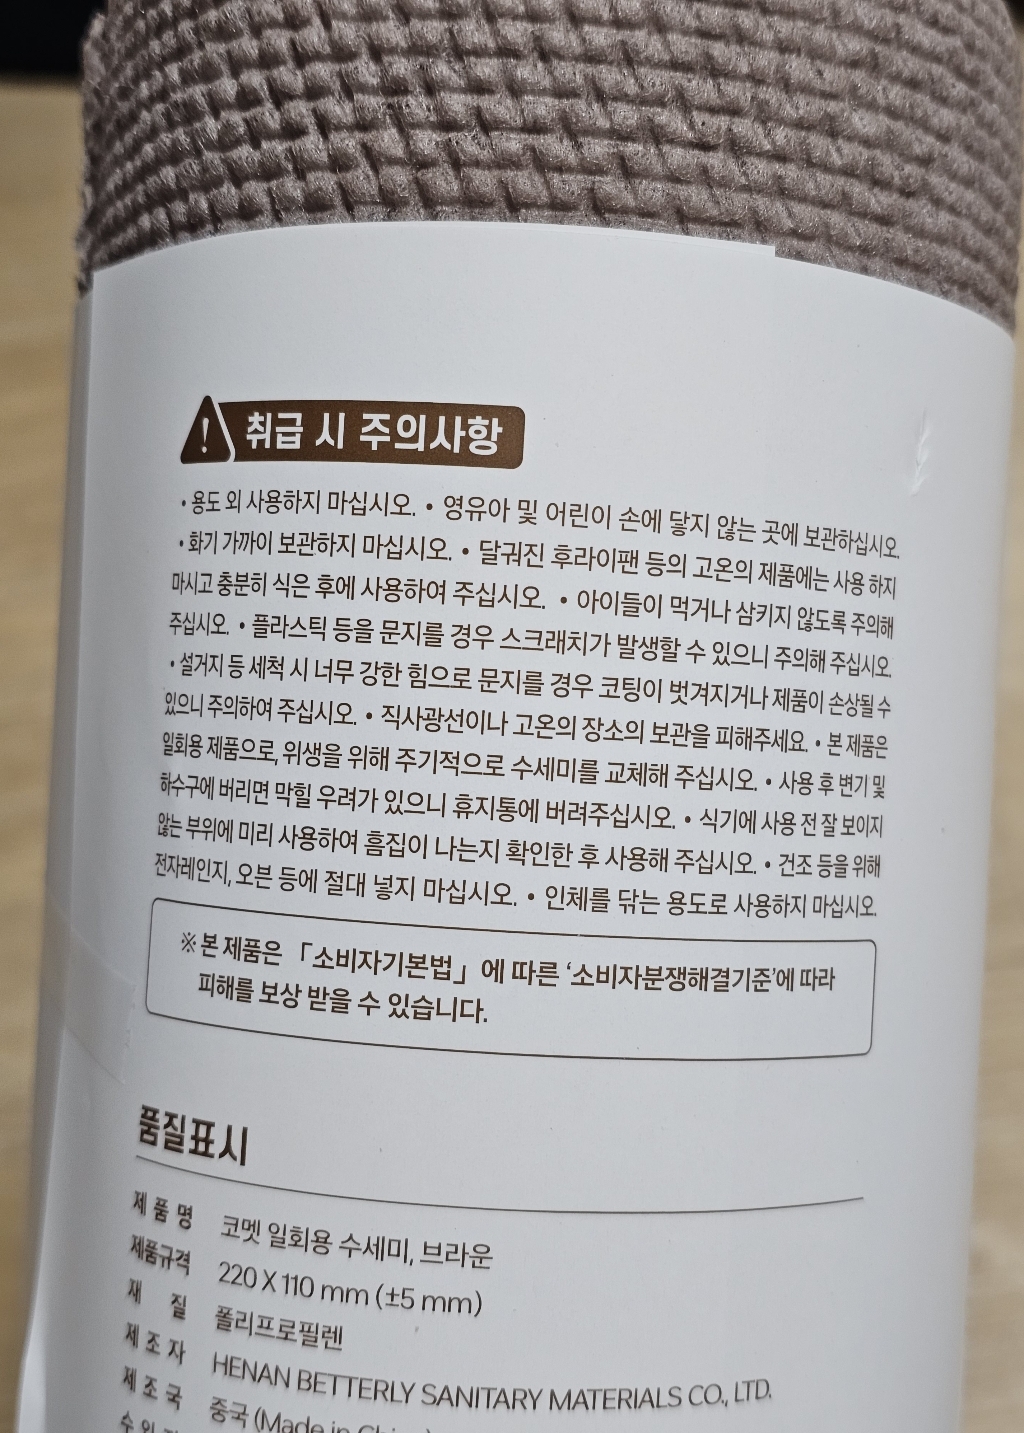 취급 시 주의사항
• 용도 외 사용하지 마십시오. • 영유아 및 어린이 손에 닿지 않는 곳에 보관하십시오.
• 화기 가까이 보관하지 마십시오. • 달궈진 후라이팬 등의 고온의 제품에는 사용 하지
마시고 충분히 식은 후에 사용하여 주십시오. • 아이들이 먹거나 삼키지 않도록 주의해
주십시오. • 플라스틱 등을 문지를 경우 스크래치가 발생할 수 있으니 주의해 주십시오.
• 설거지 등 세척 시 너무 강한 힘으로 문지를 경우 코팅이 벗겨지거나 제품이 손상될 수
있으니 주의하여 주십시오. • 직사광선이나 고온의 장소의 보관을 피해주세요. • 본 제품은
일회용 제품으로, 위생을 위해 주기적으로 수세미를 교체해 주십시오. • 사용 후 변기 및
하수구에 버리면 막힐 우려가 있으니 휴지통에 버려주십시오. • 식기에 사용 전 잘 보이지
않는 부위에 미리 사용하여 흠집이 나는지 확인한 후 사용해 주십시오. • 건조 등을 위해
전자레인지, 오븐 등에 절대 넣지 마십시오. • 인체를 닦는 용도로 사용하지 마십시오.
※ 본 제품은 「소비자기본법」에 따른 ‘소비자분쟁해결기준’에 따라
피해를 보상 받을 수 있습니다.
품질표시
제품명 코멧 일회용 수세미, 브라운
제품규격 220 X 110 mm (±5 mm)
재질 폴리프로필렌
제조자 HENAN BETTERLY SANITARY MATERIALS CO., LTD.
제조국 중국 (Made in China)